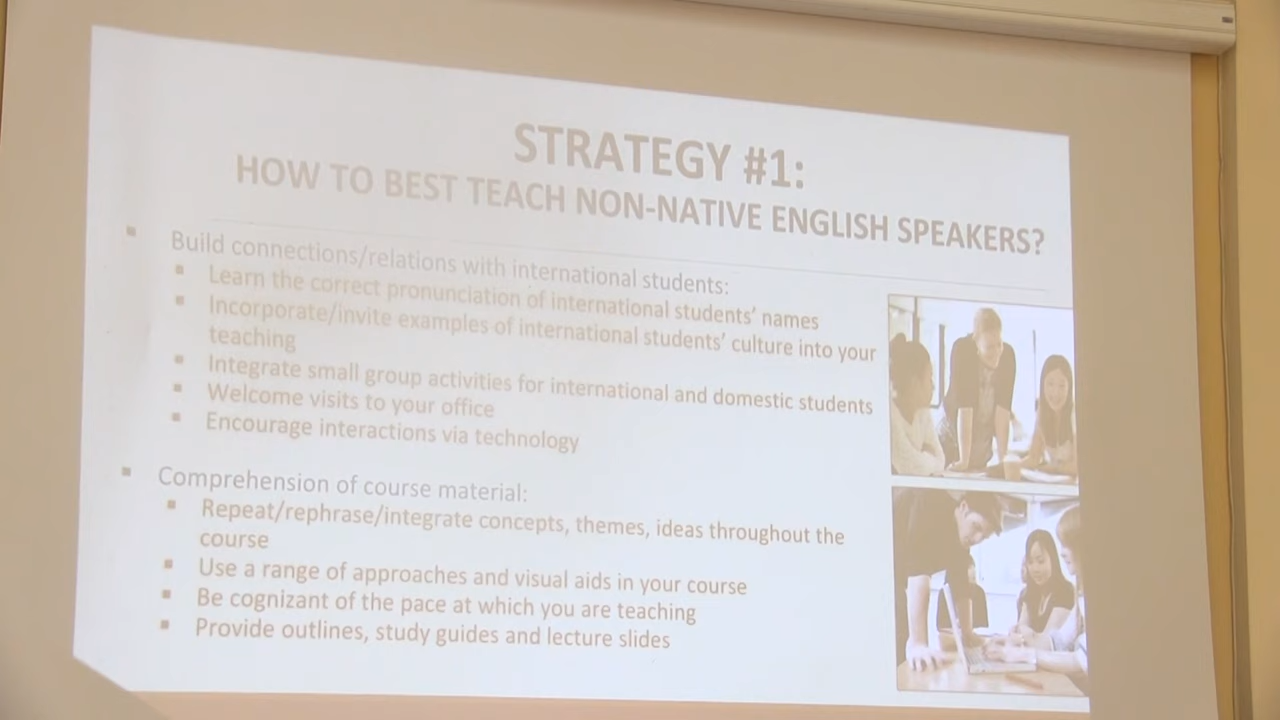 STRATEGY #1:
HOW TO BEST TEACH NON-NATIVE ENGLISH SPEAKERS?
Build connections/relations with international students:
Learn the correct pronunciation of international students' names
Incorporate/invite examples of international students' culture into your
teaching
Integrate small group activities for international and domestic students
Welcome visits to your office
Encourage interactions via technology
Comprehension of course material:
Repeat/rephrase/integrate concepts, themes, ideas throughout the
course
Use a range of approaches and visual aids in your course
Be cognizant of the pace at which you are teaching
Provide outlines, study guides and lecture slides